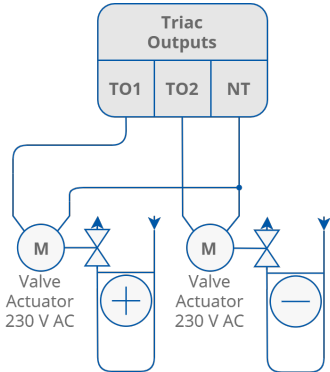 Triac
Outputs
TO1 TO2 NT
M M
Valve
Actuator
230 V AC
Valve
Actuator
230 V AC